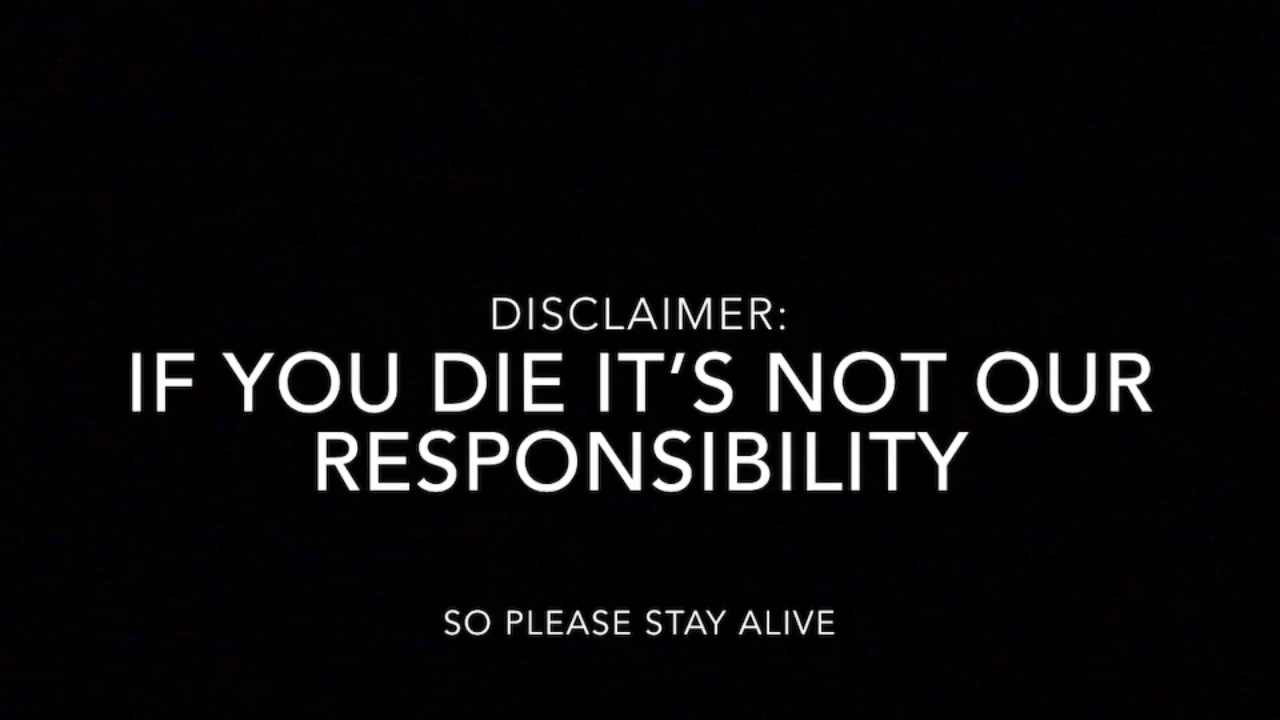 DISCLAIMER:
IF YOU DIE IT’S NOT OUR
RESPONSIBILITY
SO PLEASE STAY ALIVE